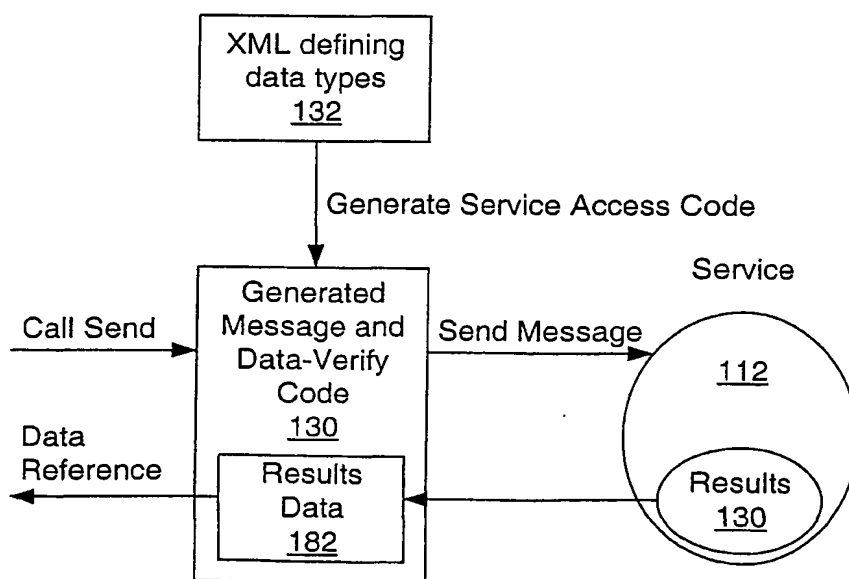 XML defining
data types
132
Generate Service Access Code
Service
Call Send
Generated
Message and
Data-Verify
Code
130
Send Message
112
Data
Reference
Results
Data
182
Results
130